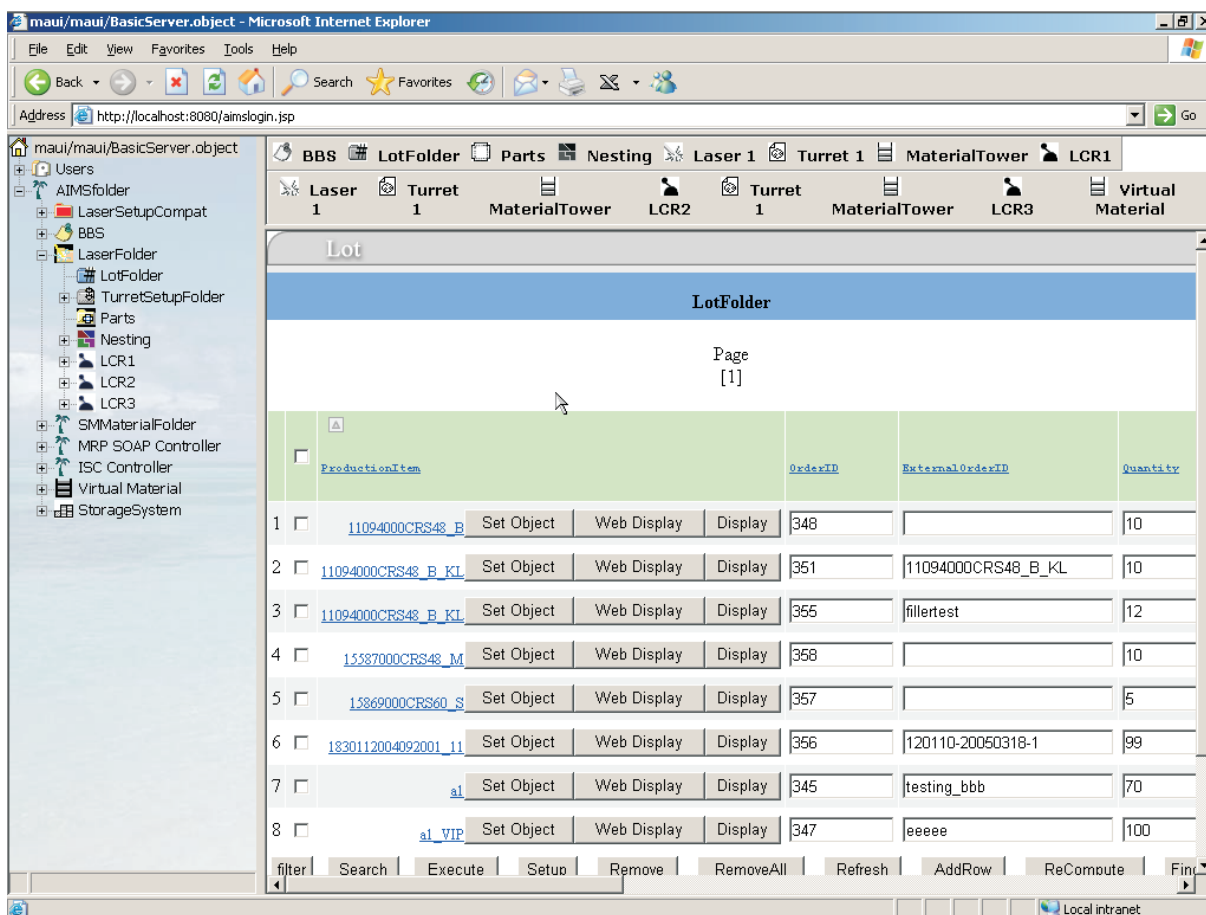 maui/maui/BasicServer.object - Microsoft Internet Explorer
File Edit View Favorites Tools Help
Back Search Favorites
Address http://localhost:8080/aimslogin.jsp Go
maui/maui/BasicServer.object
Users
AIMSfolder
LaserSetupCompat
BBS
LaserFolder
LotFolder
TurretSetupFolder
Parts
Nesting
LCR1
LCR2
LCR3
SMMaterialFolder
MRP SOAP Controller
ISC Controller
Virtual Material
StorageSystem
BBS LotFolder Parts Nesting Laser 1 Turret 1 MaterialTower LCR1
Laser 1 Turret 1 MaterialTower LCR2 Turret 1 MaterialTower LCR3 Virtual Material
Lot
LotFolder
Page
[1]
ProductionItem OrderID ExternalOrderID Quantity
1 11094000CRS48_B Set Object Web Display Display 348 10
2 11094000CRS48_B_KL Set Object Web Display Display 351 11094000CRS48_B_KL 10
3 11094000CRS48_B_KL Set Object Web Display Display 355 fillertest 12
4 15587000CRS48_M Set Object Web Display Display 358 10
5 15869000CRS60_S Set Object Web Display Display 357 5
6 1830112004092001_11 Set Object Web Display Display 356 120110-20050318-1 99
7 a1 Set Object Web Display Display 345 testing_bbb 70
8 a1_VIP Set Object Web Display Display 347 eeeee 100
filter Search Execute Setup Remove RemoveAll Refresh AddRow ReCompute Find
Local intranet